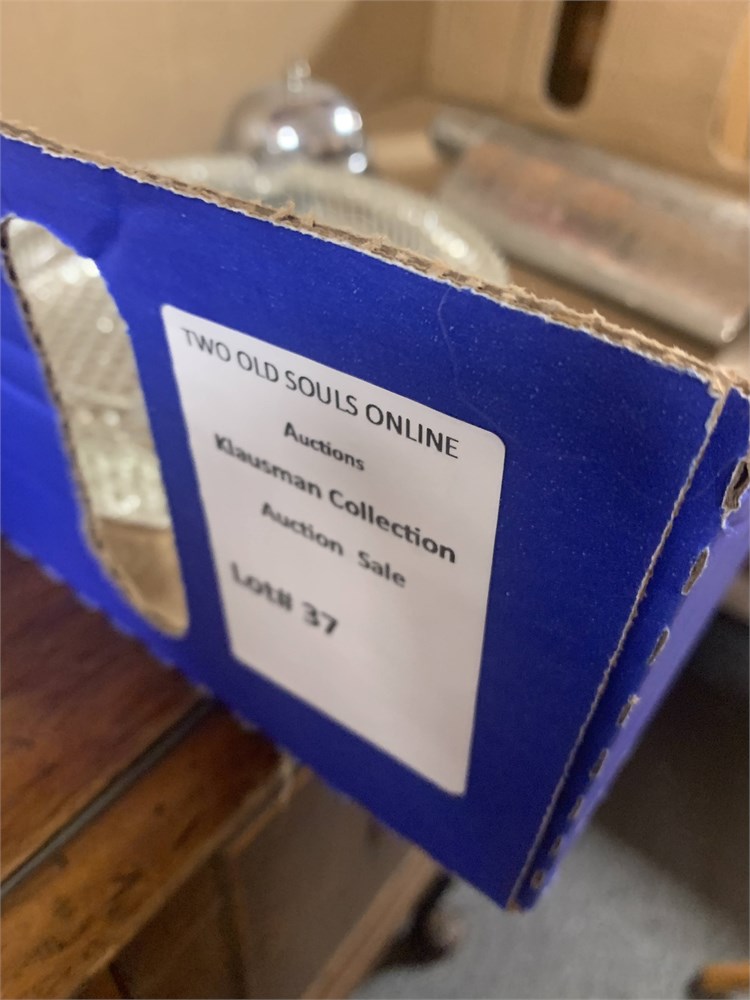 TWO OLD SOULS ONLINE
Auctions
Klausman Collection
Auction Sale
Lot# 37